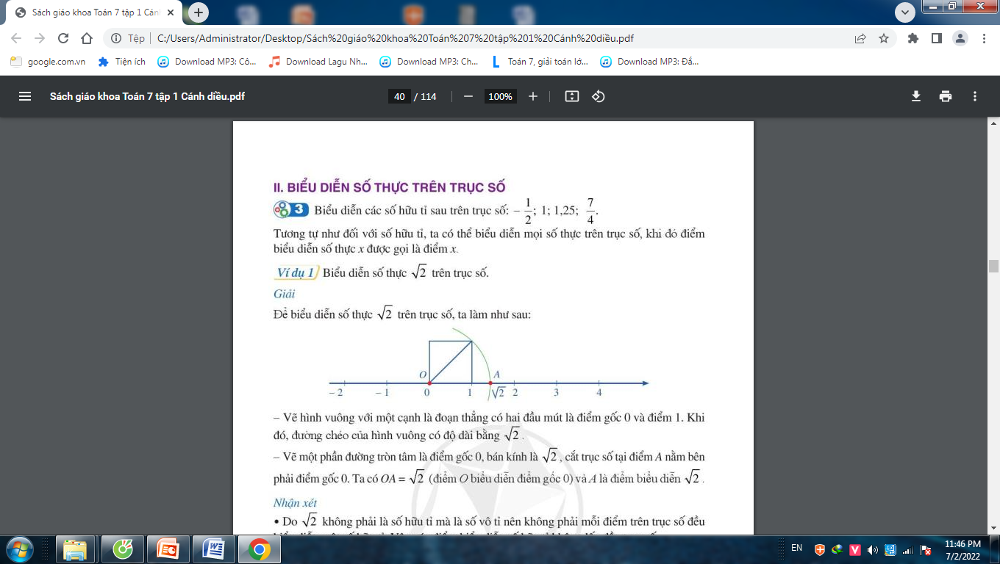 Sách giáo khoa Toán 7 tập 1 Cánh
Tệp C:/Users/Administrator/Desktop/Sách%20giáo%20khoa%20Toán%207%20tập%201%20Cánh%20diều.pdf
google.com.vn Tiện ích Download MP3: Cô... Download Lagu Nh... Download MP3: Ch... Toán 7, giải toán lớ... Download MP3: Đắ...
Sách giáo khoa Toán 7 tập 1 Cánh diều.pdf 40 / 114 100%
II. BIỂU DIỄN SỐ THỰC TRÊN TRỤC SỐ
3 Biểu diễn các số hữu tỉ sau trên trục số: – 1/2; 1; 1,25; 7/4.
Tương tự như đối với số hữu tỉ, ta có thể biểu diễn mọi số thực trên trục số, khi đó điểm
biểu diễn số thực x được gọi là điểm x.
Ví dụ 1 Biểu diễn số thực √2 trên trục số.
Giải
Để biểu diễn số thực √2 trên trục số, ta làm như sau:
O A
– 2 – 1 0 1 √2 2 3 4
– Vẽ hình vuông với một cạnh là đoạn thẳng có hai đầu mút là điểm gốc 0 và điểm 1. Khi
đó, đường chéo của hình vuông có độ dài bằng √2 .
– Vẽ một phần đường tròn tâm là điểm gốc 0, bán kính là √2 , cắt trục số tại điểm A nằm bên
phải điểm gốc 0. Ta có OA = √2 (điểm O biểu diễn điểm gốc 0) và A là điểm biểu diễn √2 .
Nhận xét
• Do √2 không phải là số hữu tỉ mà là số vô tỉ nên không phải mỗi điểm trên trục số đều
EN 11:46 PM
7/2/2022